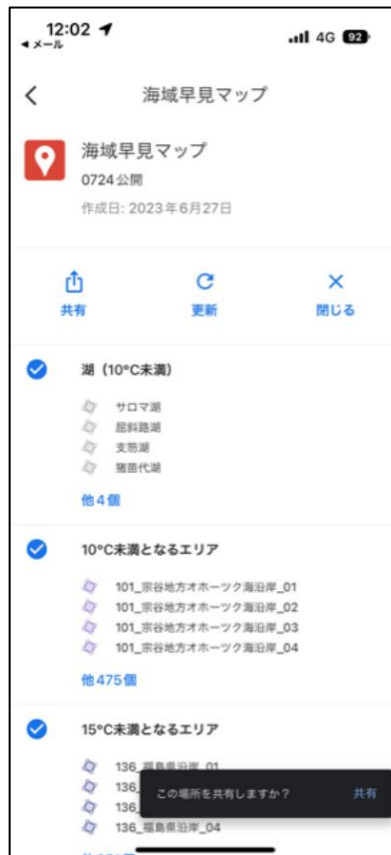 12:02
◀ メール
4G 92
海域早見マップ
海域早見マップ
0724公開
作成日: 2023年6月27日
共有
更新
閉じる
湖（10℃未満）
サロマ湖
屈斜路湖
支笏湖
猪苗代湖
他4個
10℃未満となるエリア
101_宗谷地方オホーツク海沿岸_01
101_宗谷地方オホーツク海沿岸_02
101_宗谷地方オホーツク海沿岸_03
101_宗谷地方オホーツク海沿岸_04
他475個
15℃未満となるエリア
136_福島県沿岸_01
136_
136_
136_福島県沿岸_04
この場所を共有しますか？
共有